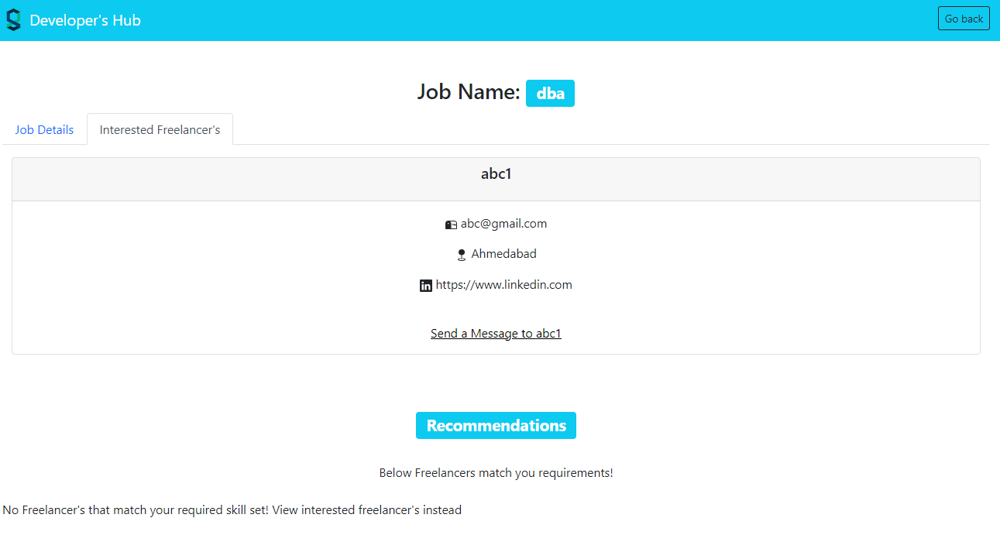 Developer's Hub
Go back
Job Name: dba
Job Details
Interested Freelancer's
abc1
abc@gmail.com
Ahmedabad
https://www.linkedin.com
Send a Message to abc1
Recommendations
Below Freelancers match you requirements!
No Freelancer's that match your required skill set! View interested freelancer's instead